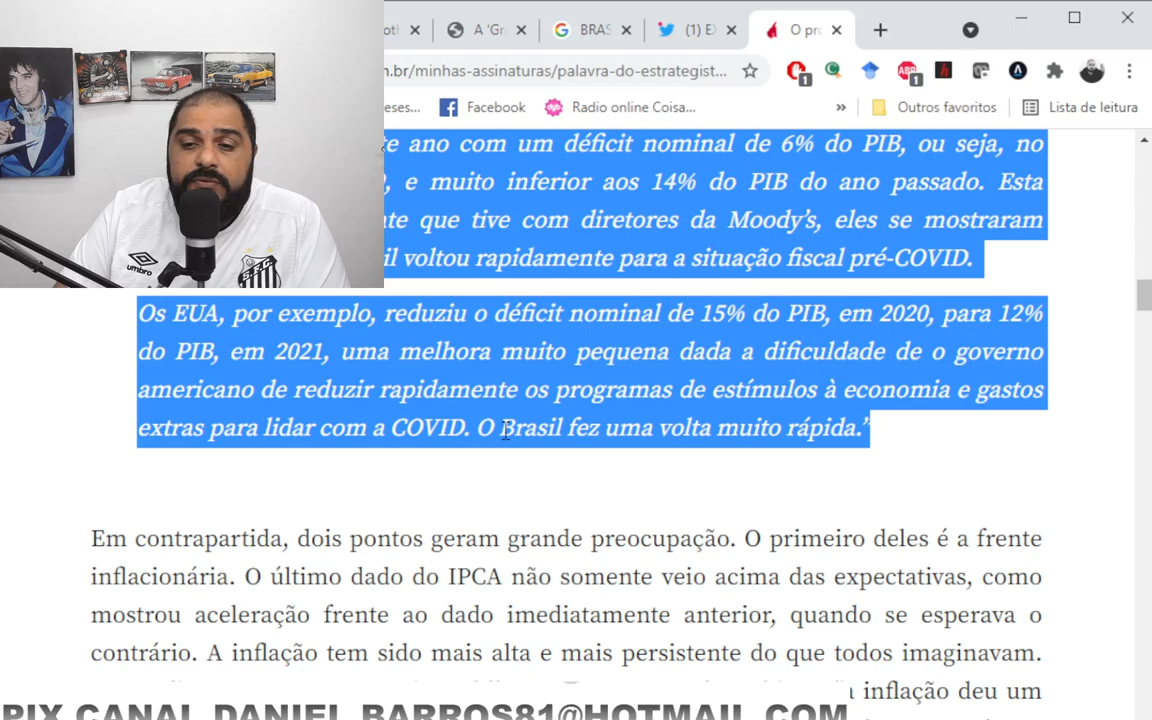 A 'Gr
BRAS
(1) E
O pro
.br/minhas-assinaturas/palavra-do-estrategist...
1
ABP
1
eses...
Facebook
Radio online Coisa...
»
Outros favoritos
Lista de leitura
ano com um déficit nominal de 6% do PIB, ou seja, no
, e muito inferior aos 14% do PIB do ano passado. Esta
que tive com diretores da Moody's, eles se mostraram
voltou rapidamente para a situação fiscal pré-COVID.
umbro
S.F.C.
Os EUA, por exemplo, reduziu o déficit nominal de 15% do PIB, em 2020, para 12%
do PIB, em 2021, uma melhora muito pequena dada a dificuldade de o governo
americano de reduzir rapidamente os programas de estímulos à economia e gastos
extras para lidar com a COVID. O Brasil fez uma volta muito rápida.”
Em contrapartida, dois pontos geram grande preocupação. O primeiro deles é a frente
inflacionária. O último dado do IPCA não somente veio acima das expectativas, como
mostrou aceleração frente ao dado imediatamente anterior, quando se esperava o
contrário. A inflação tem sido mais alta e mais persistente do que todos imaginavam.
inflação deu um
PIX CANAL DANIEL_BARROS81@HOTMAIL.COM